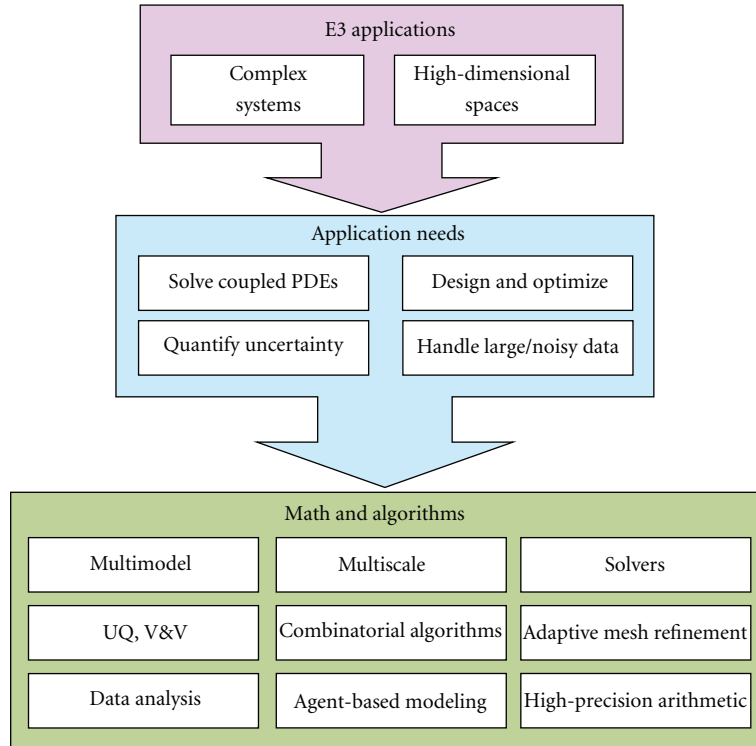 E3 applications
Complex
systems
High-dimensional
spaces
Application needs
Solve coupled PDEs
Design and optimize
Quantify uncertainty
Handle large/noisy data
Math and algorithms
Multimodel
Multiscale
Solvers
UQ, V&V
Combinatorial algorithms
Adaptive mesh refinement
Data analysis
Agent-based modeling
High-precision arithmetic